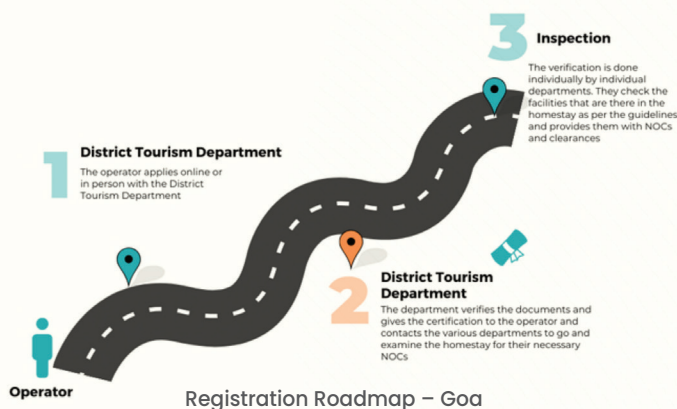 3
Inspection
The verification is done
individually by individual
departments. They check the
facilities that are there in the
homestay as per the guidelines
and provides them with NOCs
and clearances
1
District Tourism Department
The operator applies online or
in person with the District
Tourism Department
2
District Tourism
Department
The department verifies the documents and
gives the certification to the operator and
contacts the various departments to go and
examine the homestay for their necessary
NOCs
Operator
Registration Roadmap – Goa